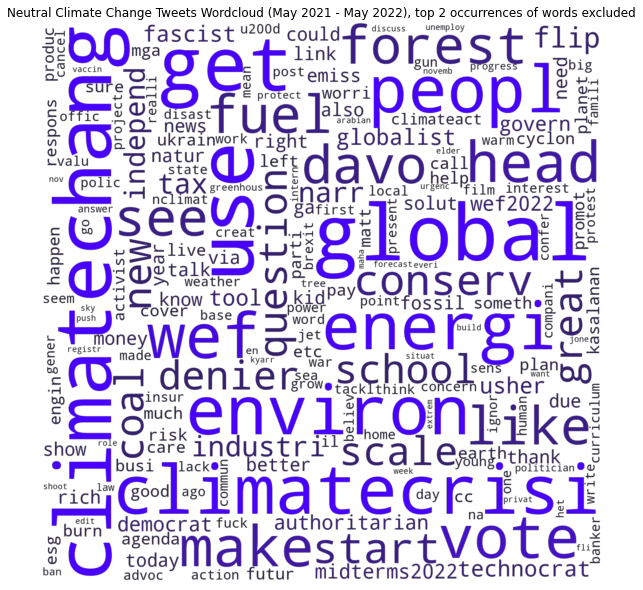 Neutral Climate Change Tweets Wordcloud (May 2021 - May 2022), top 2 occurrences of words excluded
produc
cancel
vaccin
fascist
u200d
could
forest
flip
mga
get
link
post
emiss
discuss
unemploy
gun
novemb
progress
peopl
need
big
planet
famili
respons
sure
offic
projecte
realli
independ
mean
fuel
worri
protect
also
arabian
climateact
govern
warm
cyclon
valu
disast
news
ukrain
work
right
globalist
natur
state
left
davo
call
help
elder
head
nov
polic
tax
nclimat
greenhous
intern
narr
local
urgenc
film
interest
go
answer
see
use
question
ga
first
matt
present
solut
wef2022
confer
promot
protest
happen
activist
new
year
live
via
creat
parti
brexit
global
talk
weather
maha
forecast
everi
seem
sky
push
know
tool
kid
tree
pay
conserv
great
kasalanan
climatechang
cover
base
power
point
fossil
someth
compani
registr
money
wef
word
energi
build
jone
gener
made
en
kyarr
jet
etc
war
situat
engin
coal
denier
sea
grow
school
sens
plan
want
tackl
think
concern
usher
insur
environ
believ
like
due
much
ignor
human
curriculum
show
role
risk
care
industri
il
home
scale
extrem
earth
thank
busi
lack
better
young
politician
shoot
law
rich
good
ago
commun
climatecrisi
week
day
cc
one
privat
write
het
edit
burn
democrat
fuck
authoritarian
na
vote
banker
esg
agenda
make
start
today
fli
ban
advoc
action
futur
midterms2022
technocrat